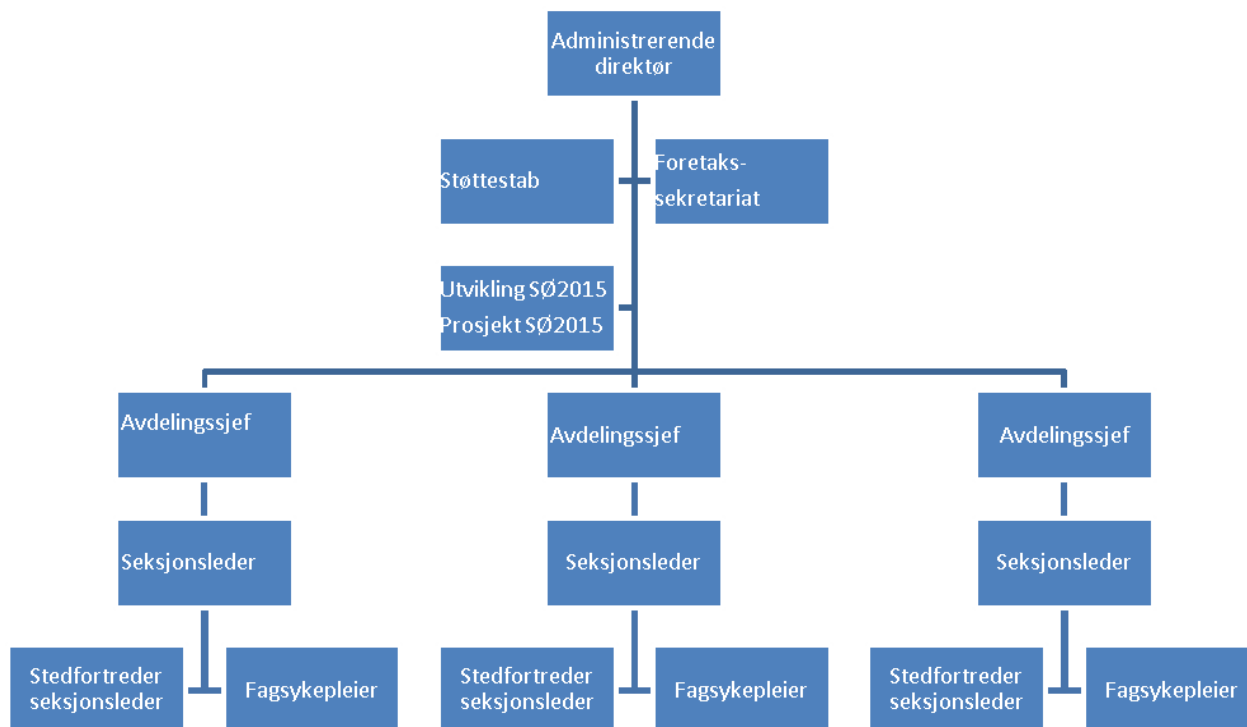 Administrerende
direktør
Støttestab
Foretaks-
sekretariat
Utvikling SØ2015
Prosjekt SØ2015
Avdelingssjef
Avdelingssjef
Avdelingssjef
Seksjonsleder
Seksjonsleder
Seksjonsleder
Stedfortreder
seksjonsleder
Fagsykepleier
Stedfortreder
seksjonsleder
Fagsykepleier
Stedfortreder
seksjonsleder
Fagsykepleier